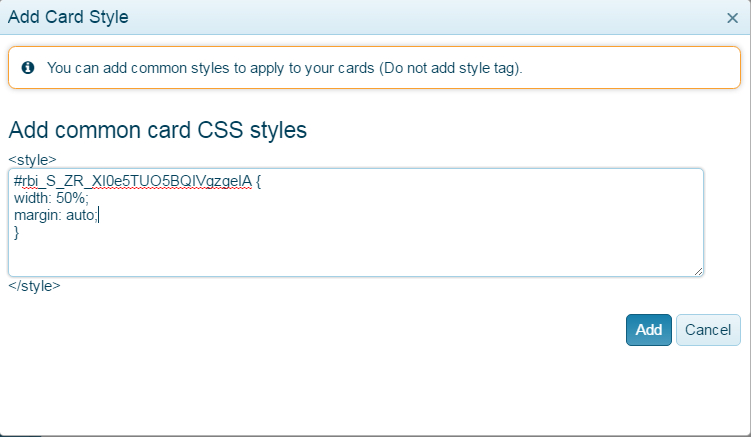 Add Card Style
You can add common styles to apply to your cards (Do not add style tag).
Add common card CSS styles
<style>
#rbi_S_ZR_XI0e5TUO5BQIVgzgeIA {
width: 50%;
margin: auto;
}
</style>
Add Cancel